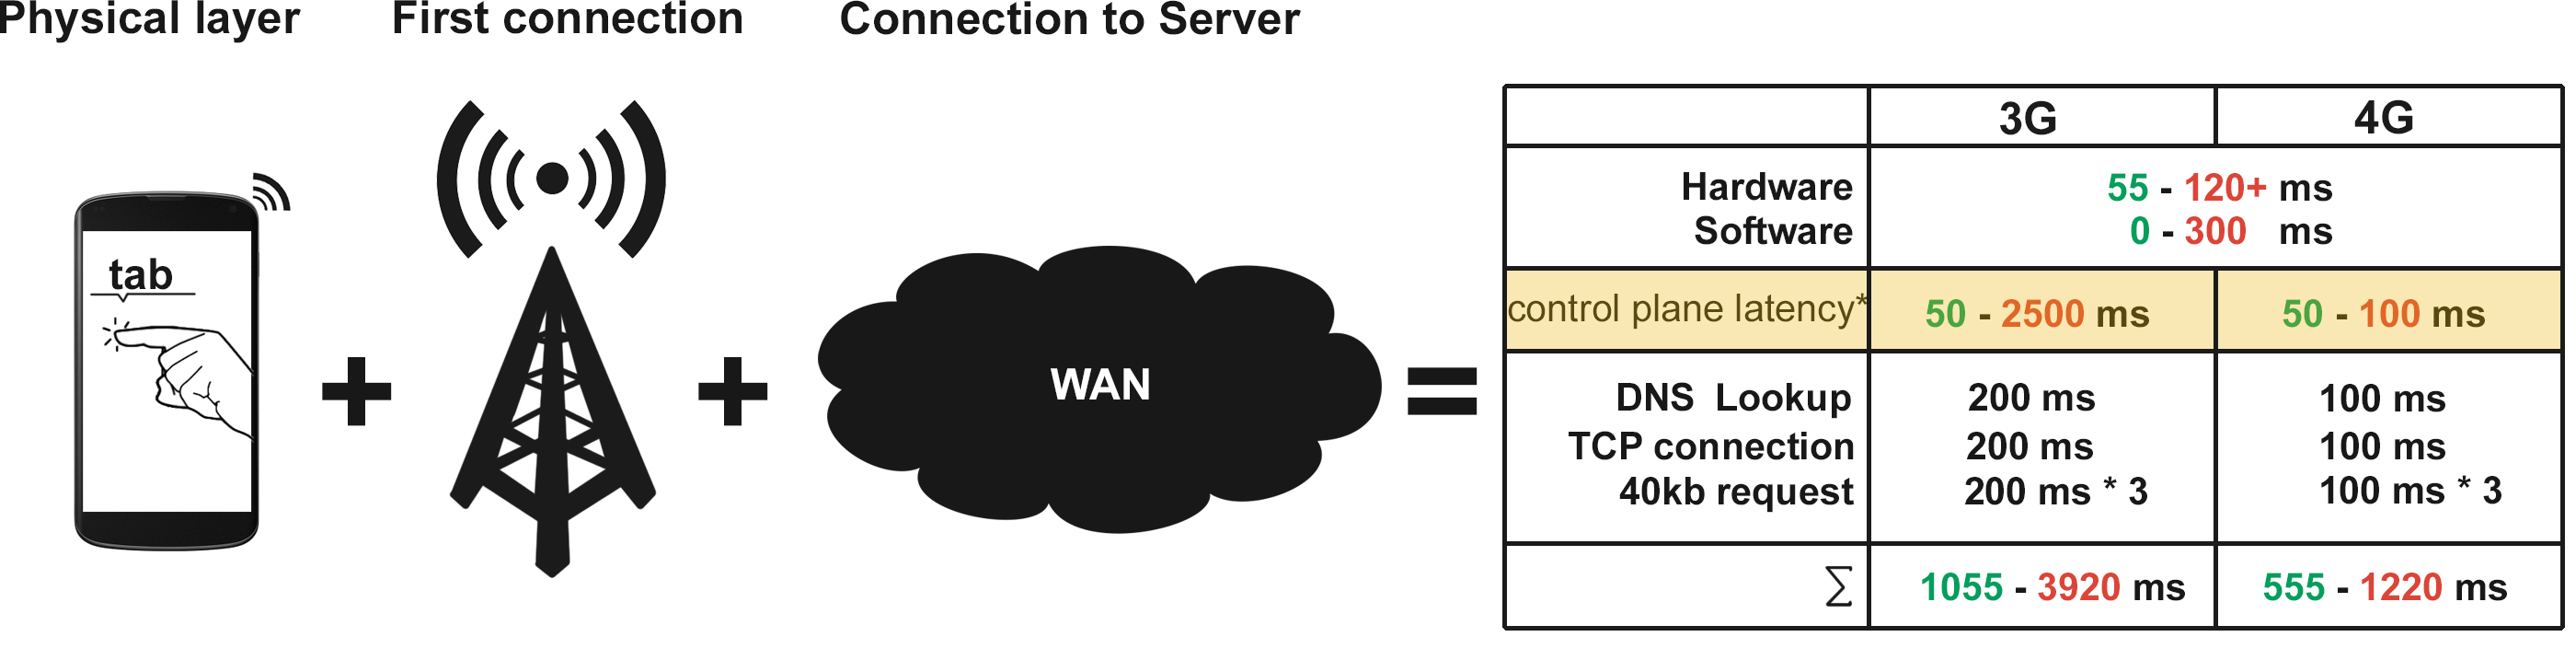 Physical layer
First connection
Connection to Server
tab
WAN
3G 4G
Hardware 55 - 120+ ms
Software 0 - 300 ms
control plane latency* 50 - 2500 ms 50 - 100 ms
DNS Lookup 200 ms 100 ms
TCP connection 200 ms 100 ms
40kb request 200 ms * 3 100 ms * 3
∑ 1055 - 3920 ms 555 - 1220 ms